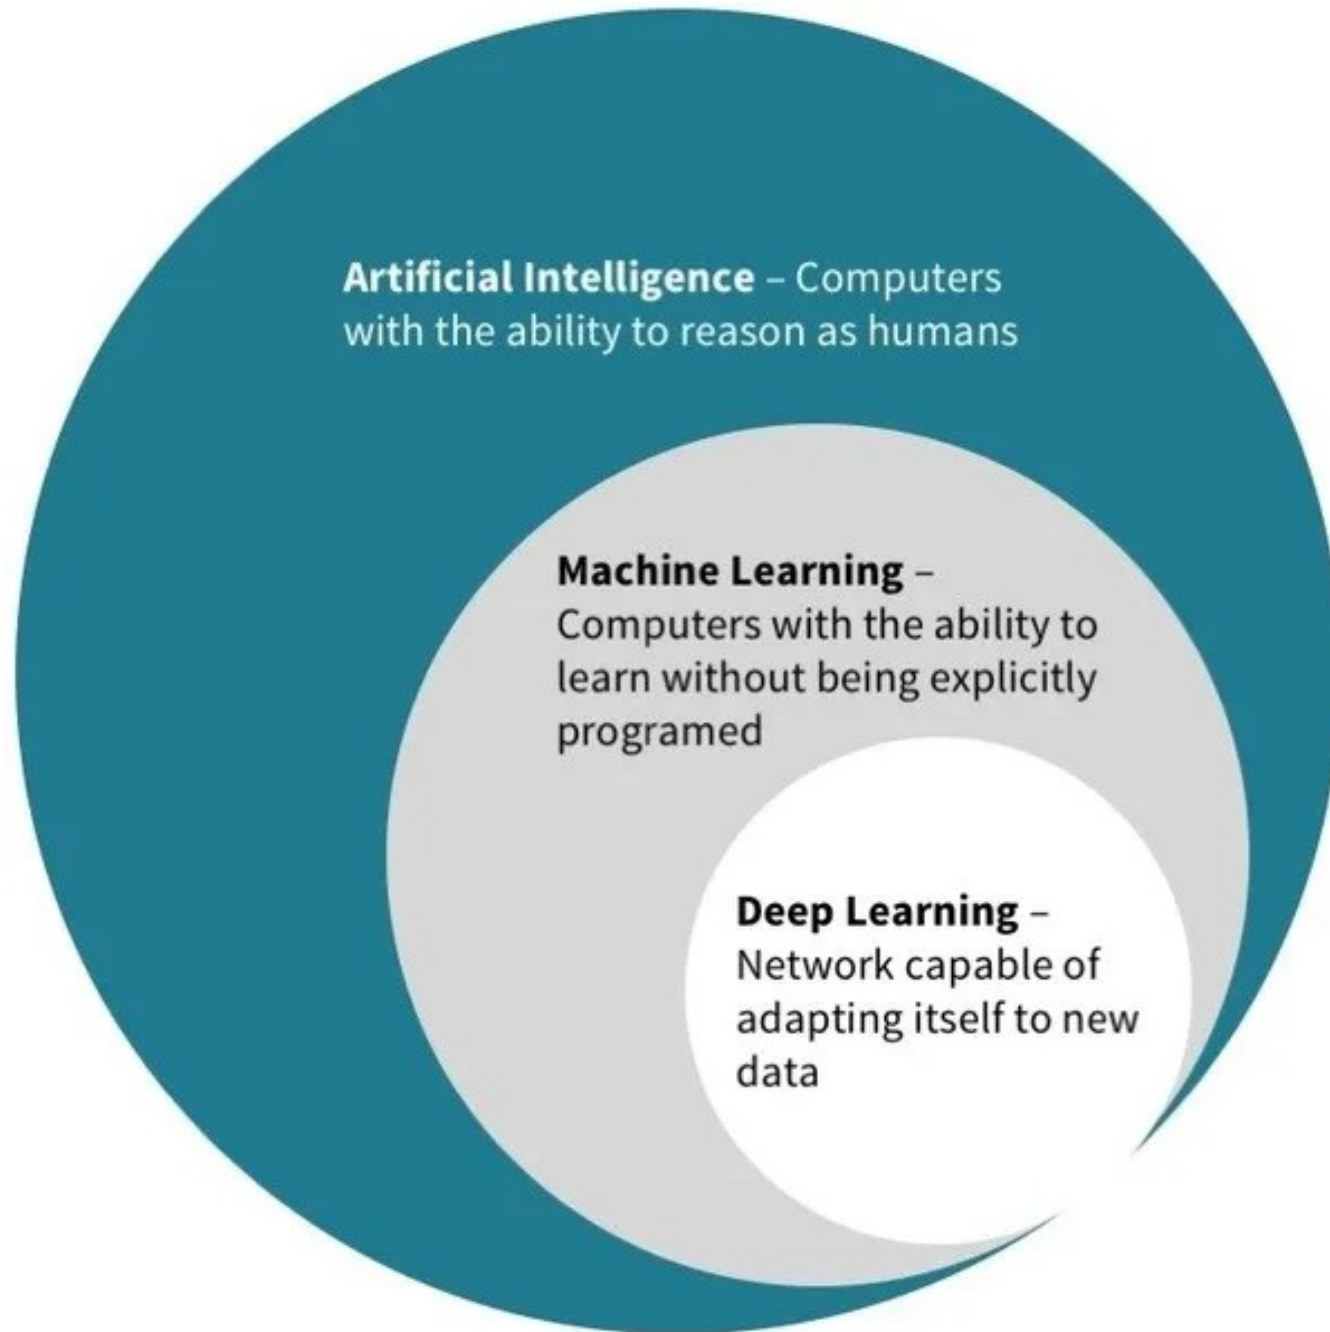 Artificial Intelligence – Computers
with the ability to reason as humans
Machine Learning –
Computers with the ability to
learn without being explicitly
programed
Deep Learning –
Network capable of
adapting itself to new
data